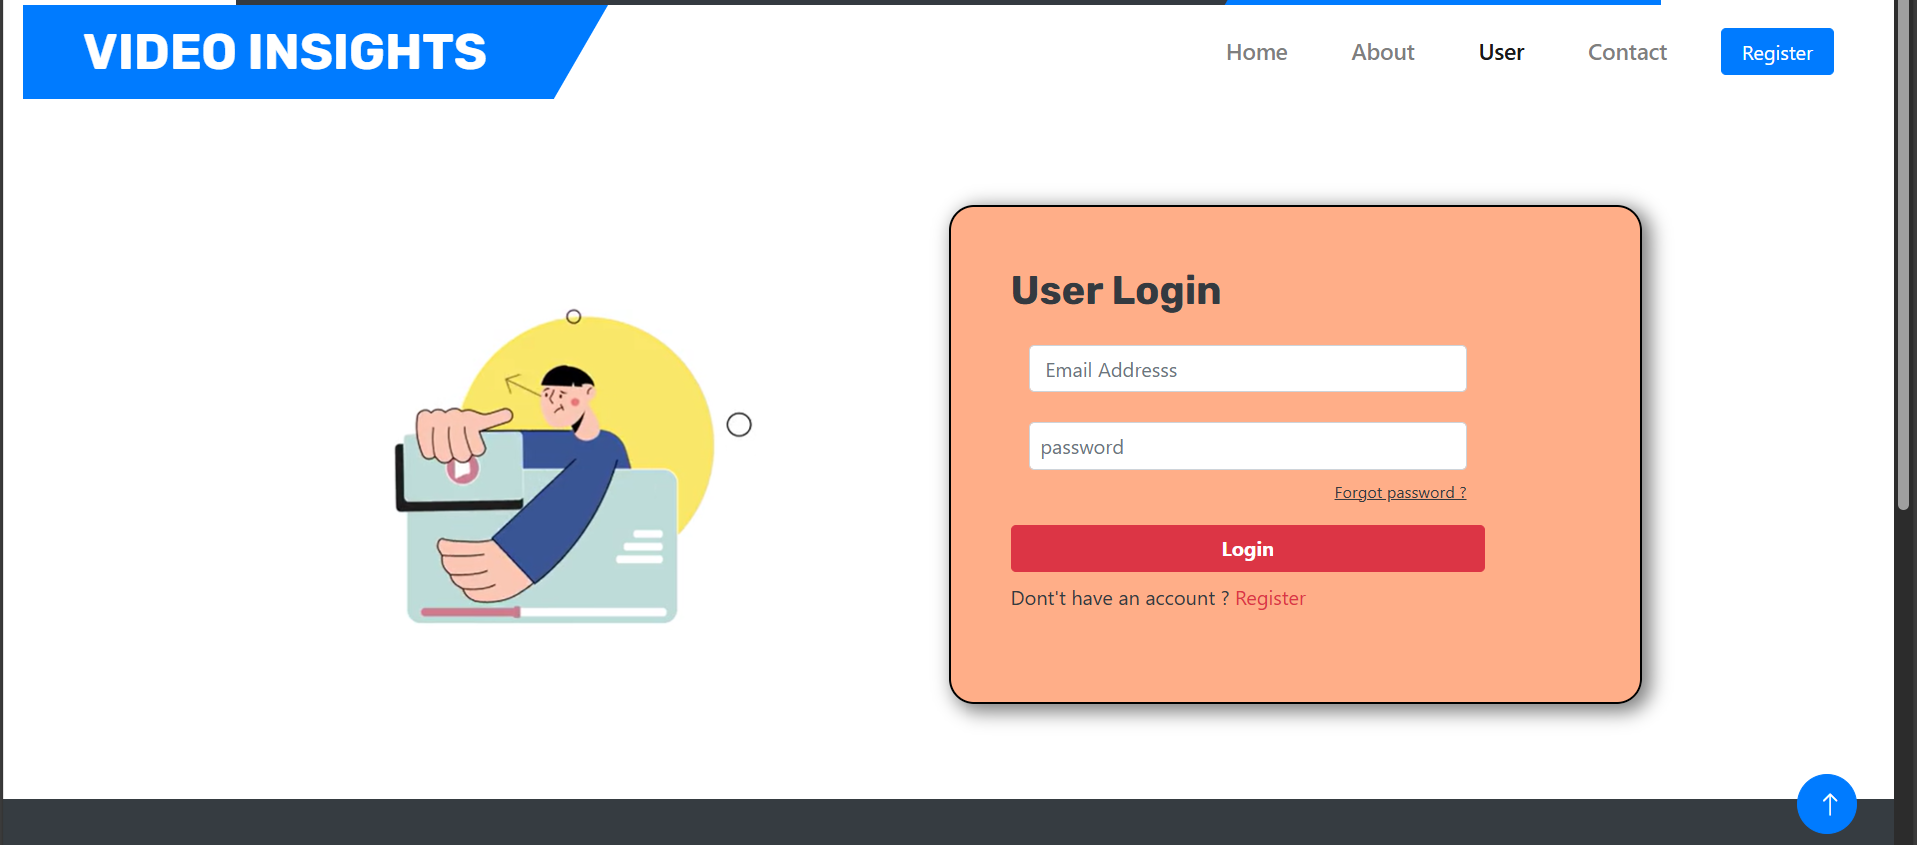 VIDEO INSIGHTS
Home About User Contact Register
User Login
Email Addresss
password
Forgot password ?
Login
Dont't have an account ? Register